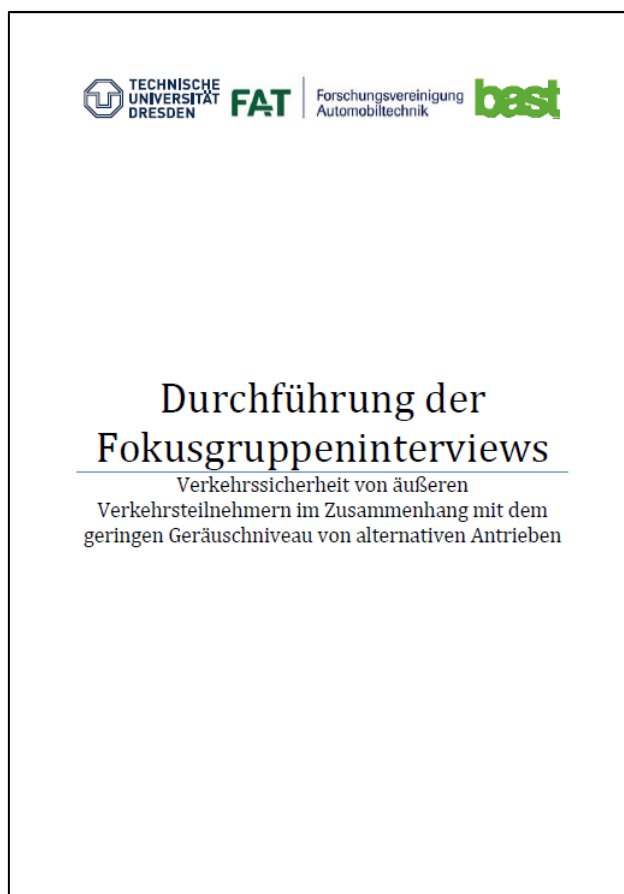 TECHNISCHE
UNIVERSITÄT
DRESDEN
FAT
Forschungsvereinigung
Automobiltechnik
bast
Durchführung der
Fokusgruppeninterviews
Verkehrssicherheit von äußeren
Verkehrsteilnehmern im Zusammenhang mit dem
geringen Geräuschniveau von alternativen Antrieben